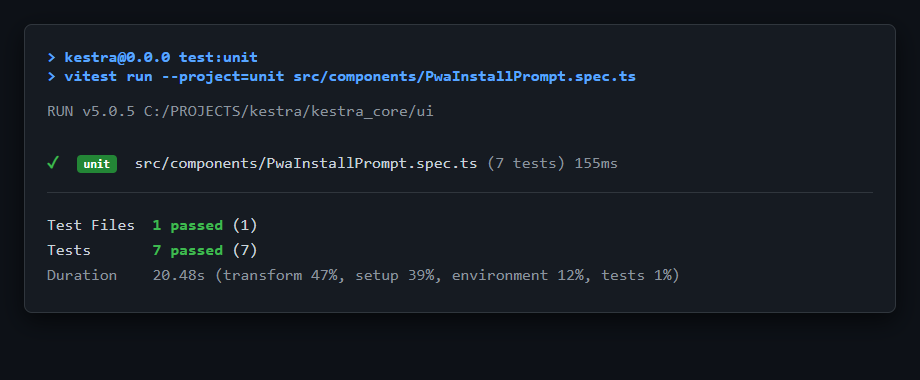 > kestra@0.0.0 test:unit
> vitest run --project=unit src/components/PwaInstallPrompt.spec.ts
RUN v5.0.5 C:/PROJECTS/kestra/kestra_core/ui
✓ unit src/components/PwaInstallPrompt.spec.ts (7 tests) 155ms
Test Files 1 passed (1)
Tests 7 passed (7)
Duration 20.48s (transform 47%, setup 39%, environment 12%, tests 1%)